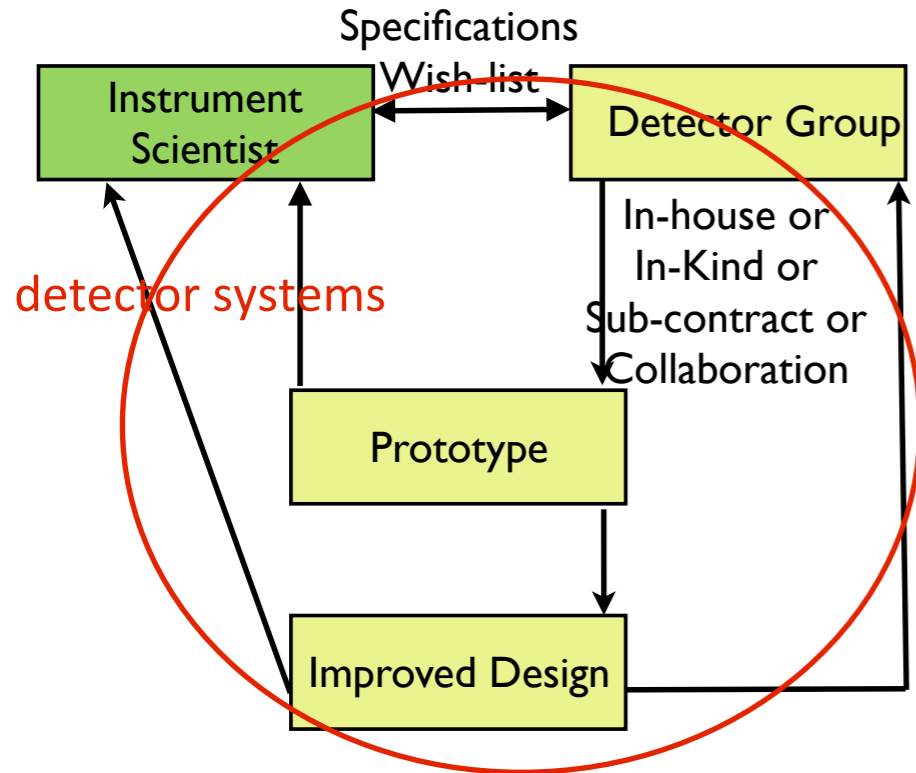 Specifications
Wish-list
Instrument
Scientist
Detector Group
In-house or
In-Kind or
Sub-contract or
Collaboration
detector systems
Prototype
Improved Design